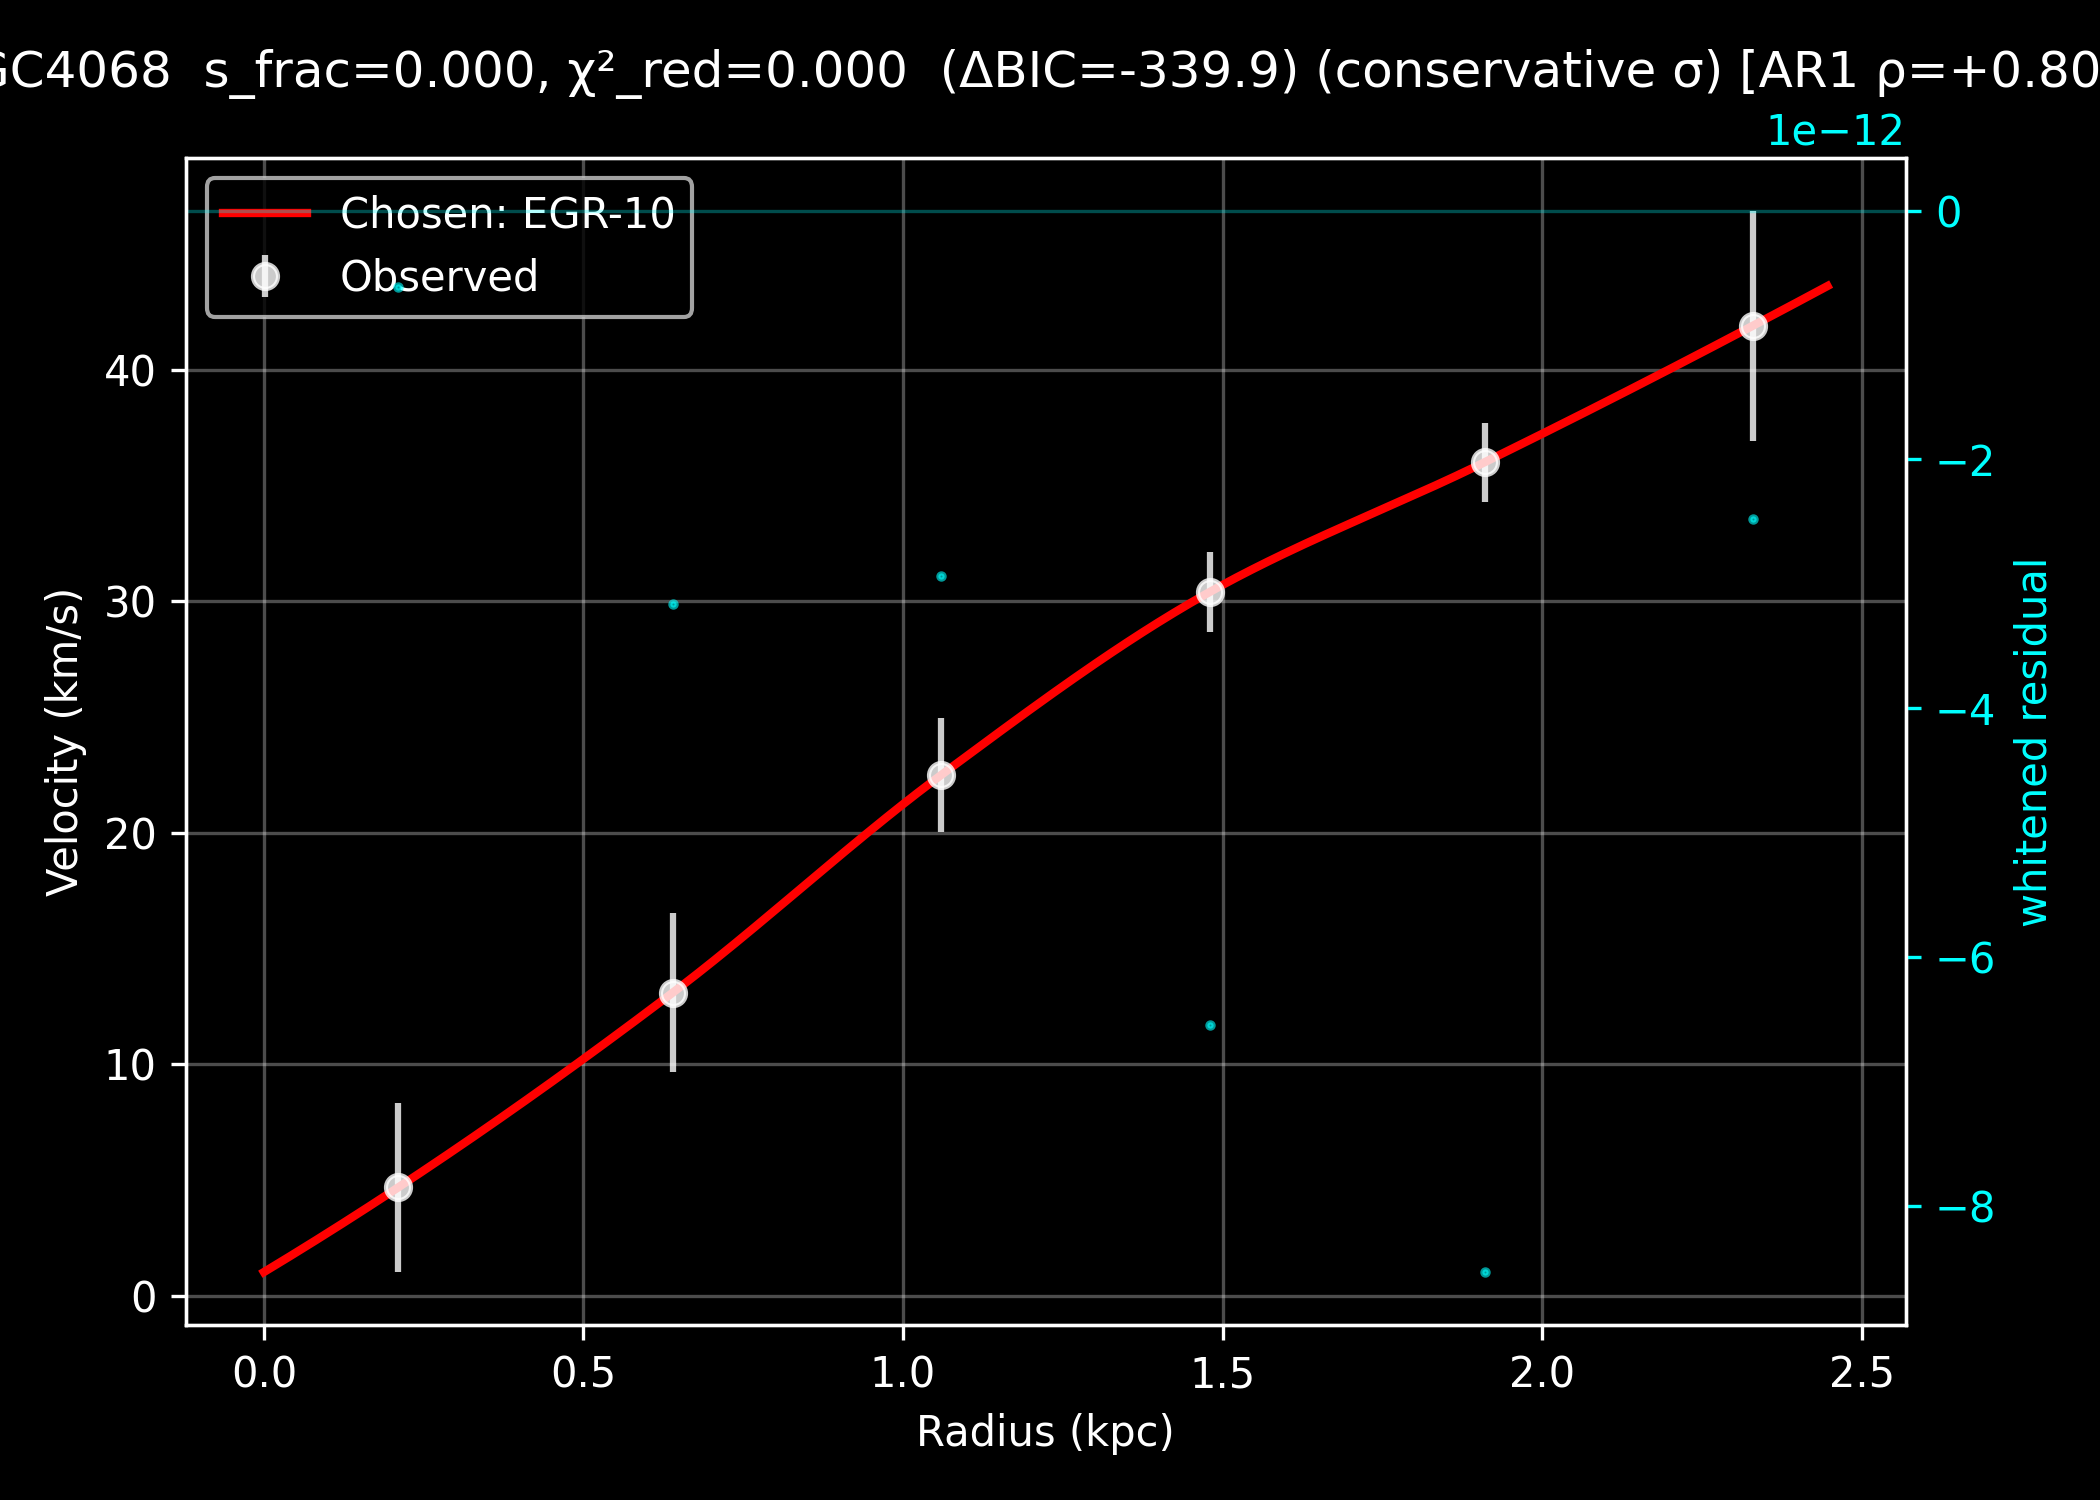 GC4068 s_frac=0.000, χ²_red=0.000 (ΔBIC=-339.9) (conservative σ) [AR1 ρ=+0.80
1e−12
Chosen: EGR-10
Observed
0
−2
−4
−6
−8
whitened residual
40
30
20
10
0
Velocity (km/s)
0.0 0.5 1.0 1.5 2.0 2.5
Radius (kpc)